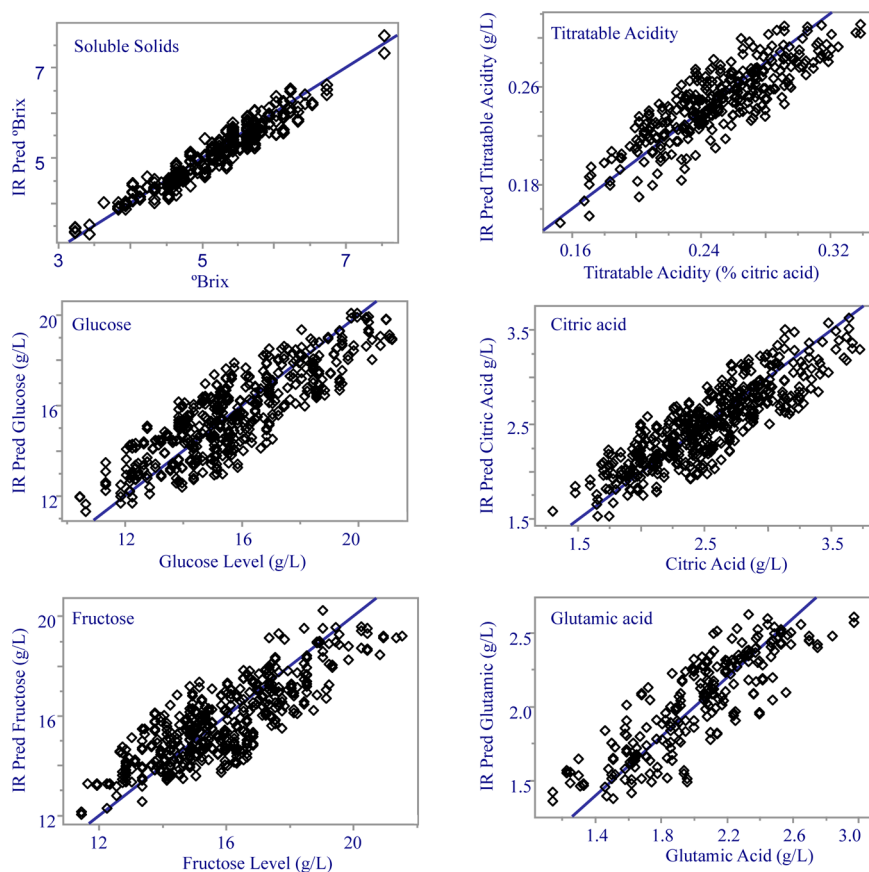 Soluble Solids
IR Pred ºBrix
7
5
3 5 7
ºBrix
Titratable Acidity
IR Pred Titratable Acidity (g/L)
0.26
0.18
0.16 0.24 0.32
Titratable Acidity (% citric acid)
Glucose
IR Pred Glucose (g/L)
20
16
12
12 16 20
Glucose Level (g/L)
Citric acid
IR Pred Citric Acid g/L)
3.5
2.5
1.5
1.5 2.5 3.5
Citric Acid (g/L)
Fructose
IR Pred Fructose (g/L)
20
16
12
12 16 20
Fructose Level (g/L)
Glutamic acid
IR Pred Glutamic (g/L)
2.5
2.0
1.5
1.4 1.8 2.2 2.6 3.0
Glutamic Acid (g/L)